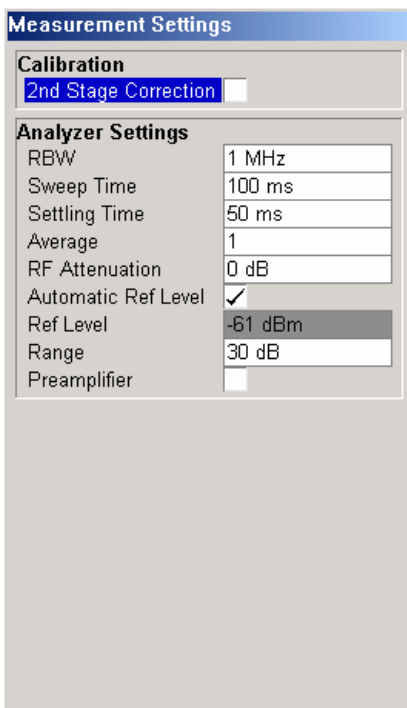 Measurement Settings
Calibration
2nd Stage Correction
Analyzer Settings
RBW 1 MHz
Sweep Time 100 ms
Settling Time 50 ms
Average 1
RF Attenuation 0 dB
Automatic Ref Level
Ref Level -61 dBm
Range 30 dB
Preamplifier